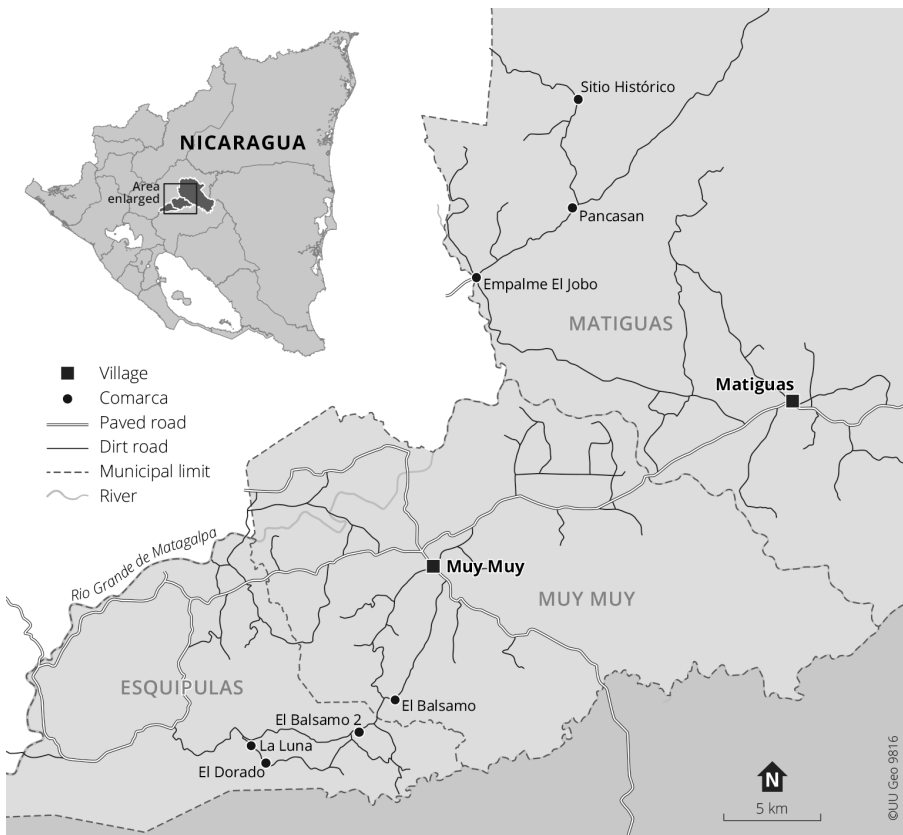 NICARAGUA
Area
enlarged
Village
Comarca
Paved road
Dirt road
Municipal limit
River
Sitio Histórico
Pancasan
Empalme El Jobo
MATIGUAS
Matiguas
Rio Grande de Matagalpa
Muy Muy
MUY MUY
ESQUIPULAS
El Balsamo
El Balsamo 2
La Luna
El Dorado
N
5 km
©UU Geo 9816